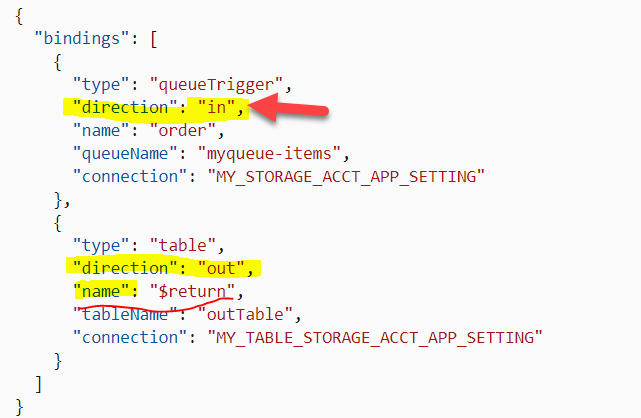 {
"bindings": [
{
"type": "queueTrigger",
"direction": "in",
"name": "order",
"queueName": "myqueue-items",
"connection": "MY_STORAGE_ACCT_APP_SETTING"
},
{
"type": "table",
"direction": "out",
"name": "$return",
"tableName": "outTable",
"connection": "MY_TABLE_STORAGE_ACCT_APP_SETTING"
}
]
}